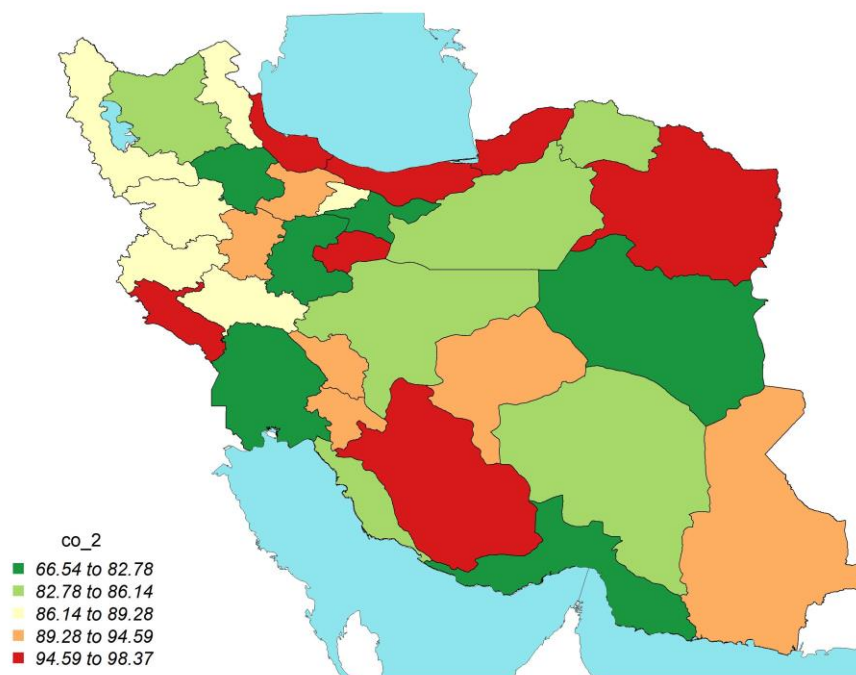 co_2
66.54 to 82.78
82.78 to 86.14
86.14 to 89.28
89.28 to 94.59
94.59 to 98.37